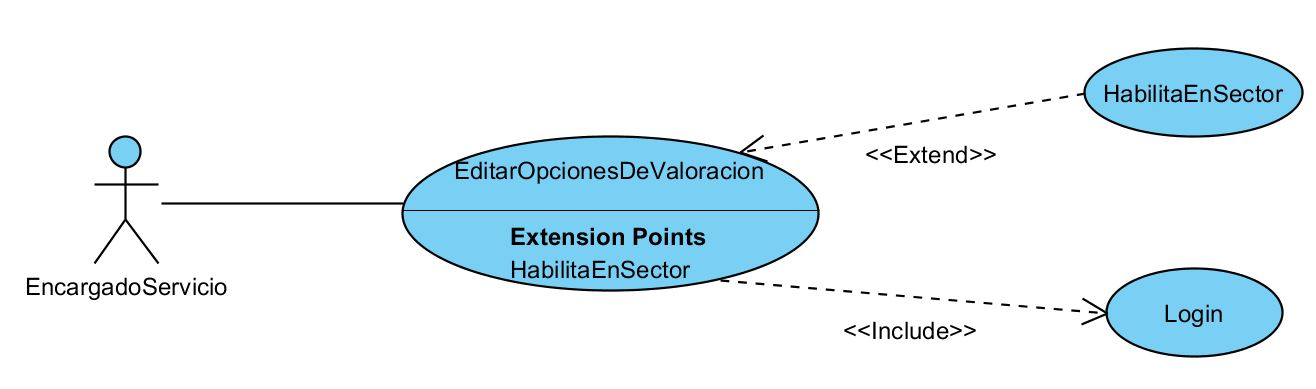 HabilitaEnSector
<<Extend>>
EditarOpcionesDeValoracion
Extension Points
HabilitaEnSector
EncargadoServicio
Login
<<Include>>